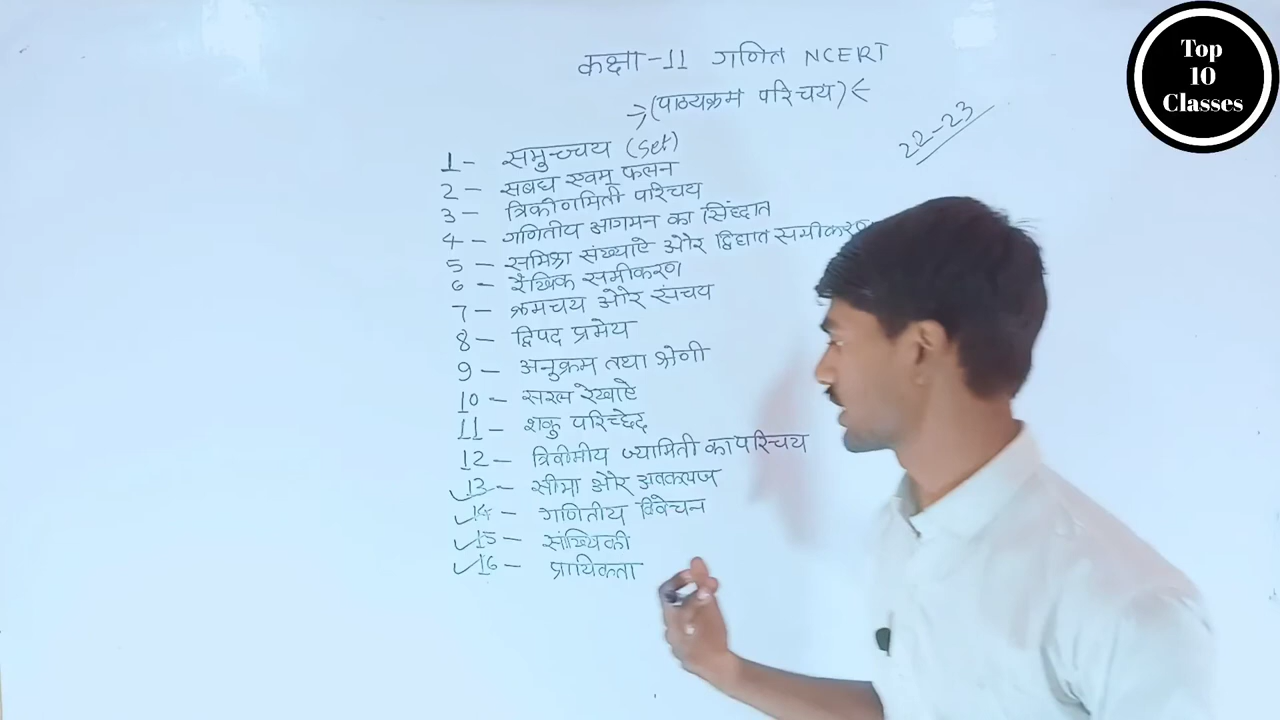 कक्षा-11 गणित NCERT
→(पाठ्यक्रम परिचय)←
22-23
1- समुच्चय (Set)
2- सबंध एवम् फलन
3- त्रिकोणमिती परिचय
4- गणितीय आगमन का सिंद्धात
5- समिश्रा संख्याऐ और द्विघात समीकरण
6- रैखिक समीकरण
7- क्रमचय और संचय
8- द्विपद प्रमेय
9- अनुक्रम तथा श्रेणी
10- सरल रेखाऐ
11- शकु परिच्छेद
12- त्रिवीमीय ज्यामिती का परिचय
13- सीमा और अवकलज
14- गणितीय विवेचन
15- संख्यिकी
16- प्रायिकता
Top
10
Classes